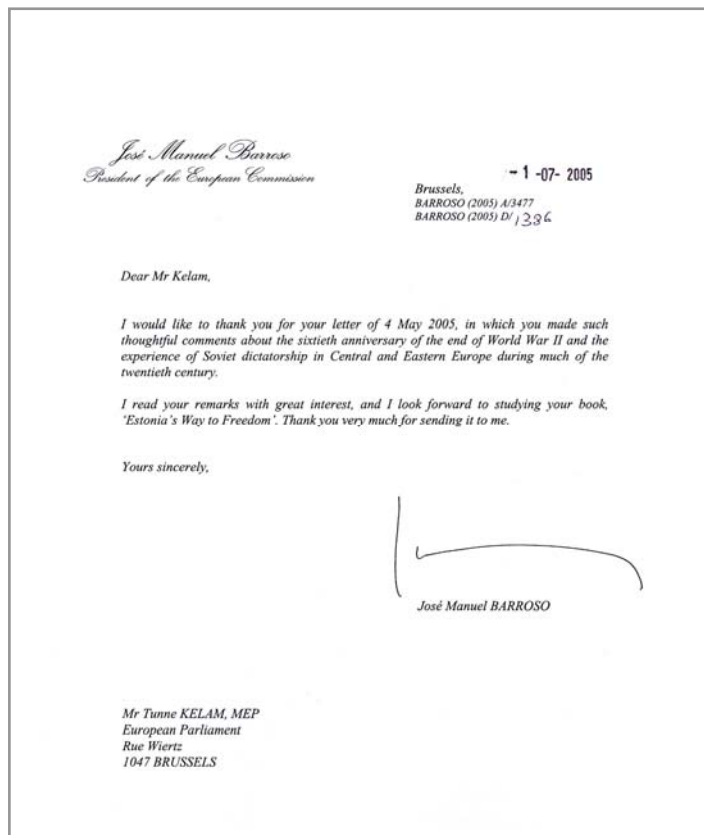 José Manuel Barroso
President of the European Commission
- 1 -07- 2005
Brussels,
BARROSO (2005) A/3477
BARROSO (2005) D/ 1336
Dear Mr Kelam,
I would like to thank you for your letter of 4 May 2005, in which you made such
thoughtful comments about the sixtieth anniversary of the end of World War II and the
experience of Soviet dictatorship in Central and Eastern Europe during much of the
twentieth century.
I read your remarks with great interest, and I look forward to studying your book,
'Estonia's Way to Freedom'. Thank you very much for sending it to me.
Yours sincerely,
José Manuel BARROSO
Mr Tunne KELAM, MEP
European Parliament
Rue Wiertz
1047 BRUSSELS